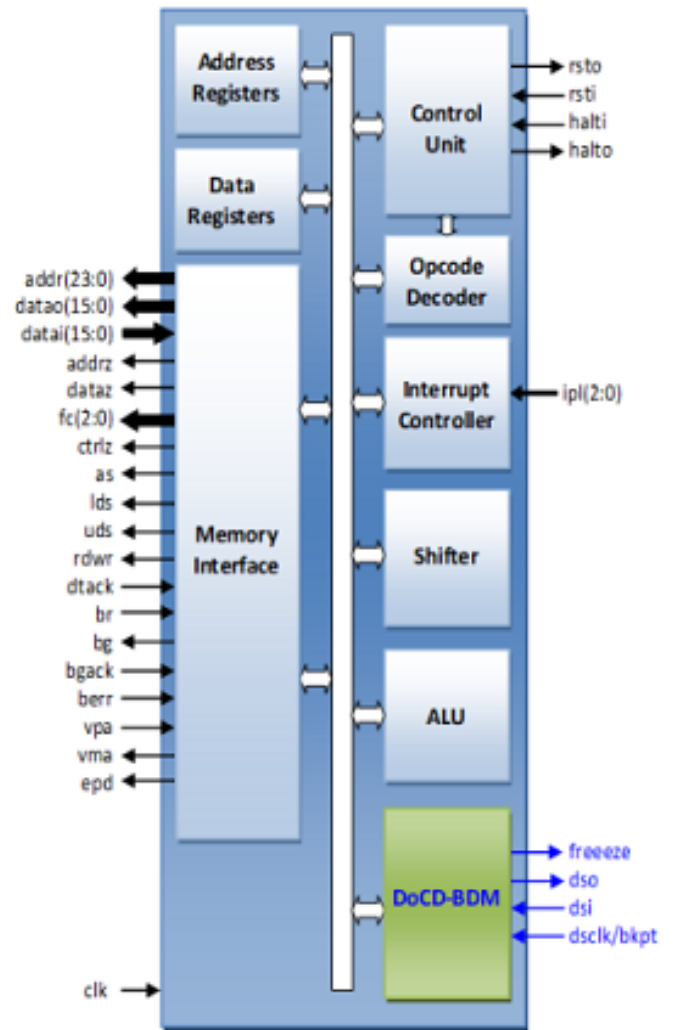 Address
Registers
Data
Registers
Memory
Interface
Control
Unit
Opcode
Decoder
Interrupt
Controller
Shifter
ALU
DoCD-BDM
addr(23:0)
datao(15:0)
datai(15:0)
addrz
dataz
fc(2:0)
ctrlz
as
lds
uds
rdwr
dtack
br
bg
bgack
berr
vpa
vma
epd
clk
rsto
rsti
halti
halto
ipl(2:0)
freeeze
dso
dsi
dsclk/bkpt